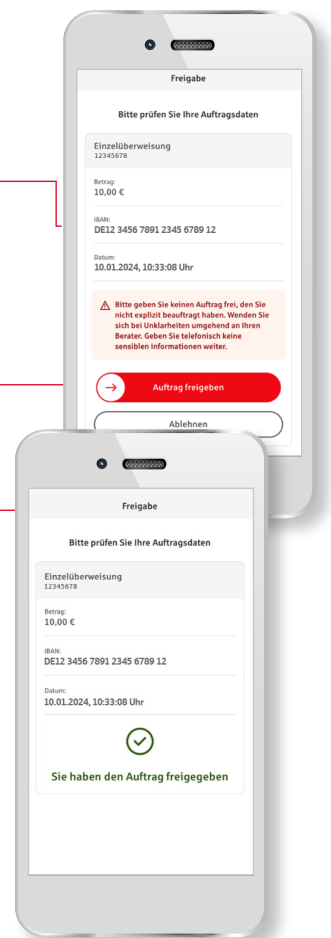 Freigabe
Bitte prüfen Sie Ihre Auftragsdaten
Einzelüberweisung
12345678
Betrag:
10,00 €
IBAN:
DE12 3456 7891 2345 6789 12
Datum:
10.01.2024, 10:33:08 Uhr
Bitte geben Sie keinen Auftrag frei, den Sie
nicht explizit beauftragt haben. Wenden Sie
sich bei Unklarheiten umgehend an Ihren
Berater. Geben Sie telefonisch keine
sensiblen Informationen weiter.
Auftrag freigeben
Ablehnen
Freigabe
Bitte prüfen Sie Ihre Auftragsdaten
Einzelüberweisung
12345678
Betrag:
10,00 €
IBAN:
DE12 3456 7891 2345 6789 12
Datum:
10.01.2024, 10:33:08 Uhr
Sie haben den Auftrag freigegeben